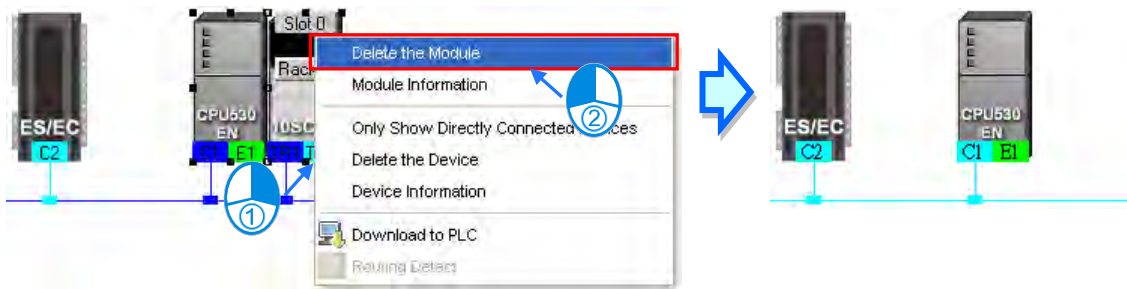 Slot 0
Delete the Module
Rack
Module Information
②
CPU530
EN
10SC
Only Show Directly Connected
ES/EC
C2
C1 E1
Delete the Device
Device Information
①
Download to PLC
Routing Detect
ES/EC
C2
CPU530
EN
C1 E1